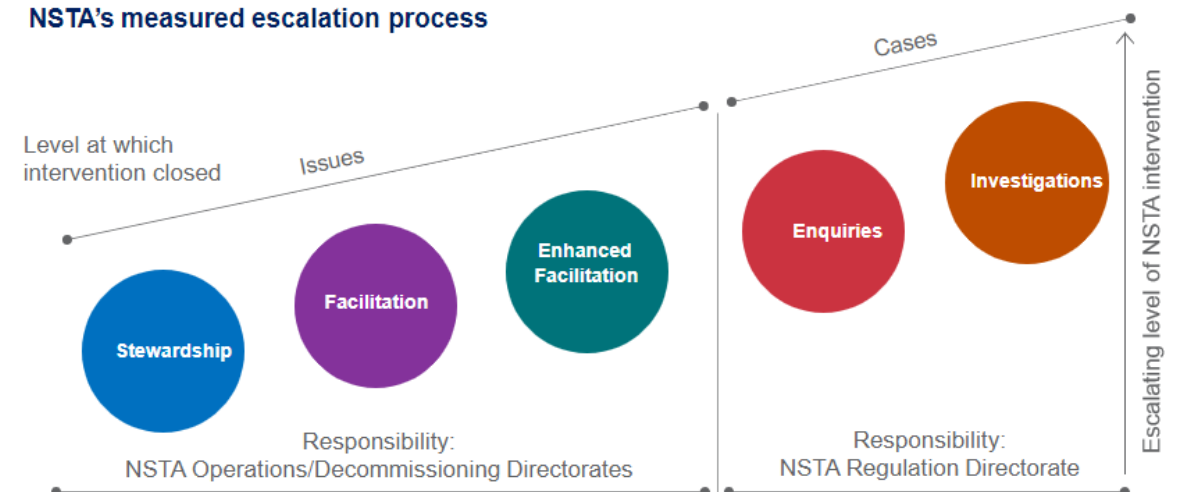 NSTA's measured escalation process
Cases
Level at which
intervention closed
Issues
Escalating level of NSTA intervention
Investigations
Enquiries
Enhanced
Facilitation
Facilitation
Stewardship
Responsibility:
NSTA Operations/Decommissioning Directorates
Responsibility:
NSTA Regulation Directorate